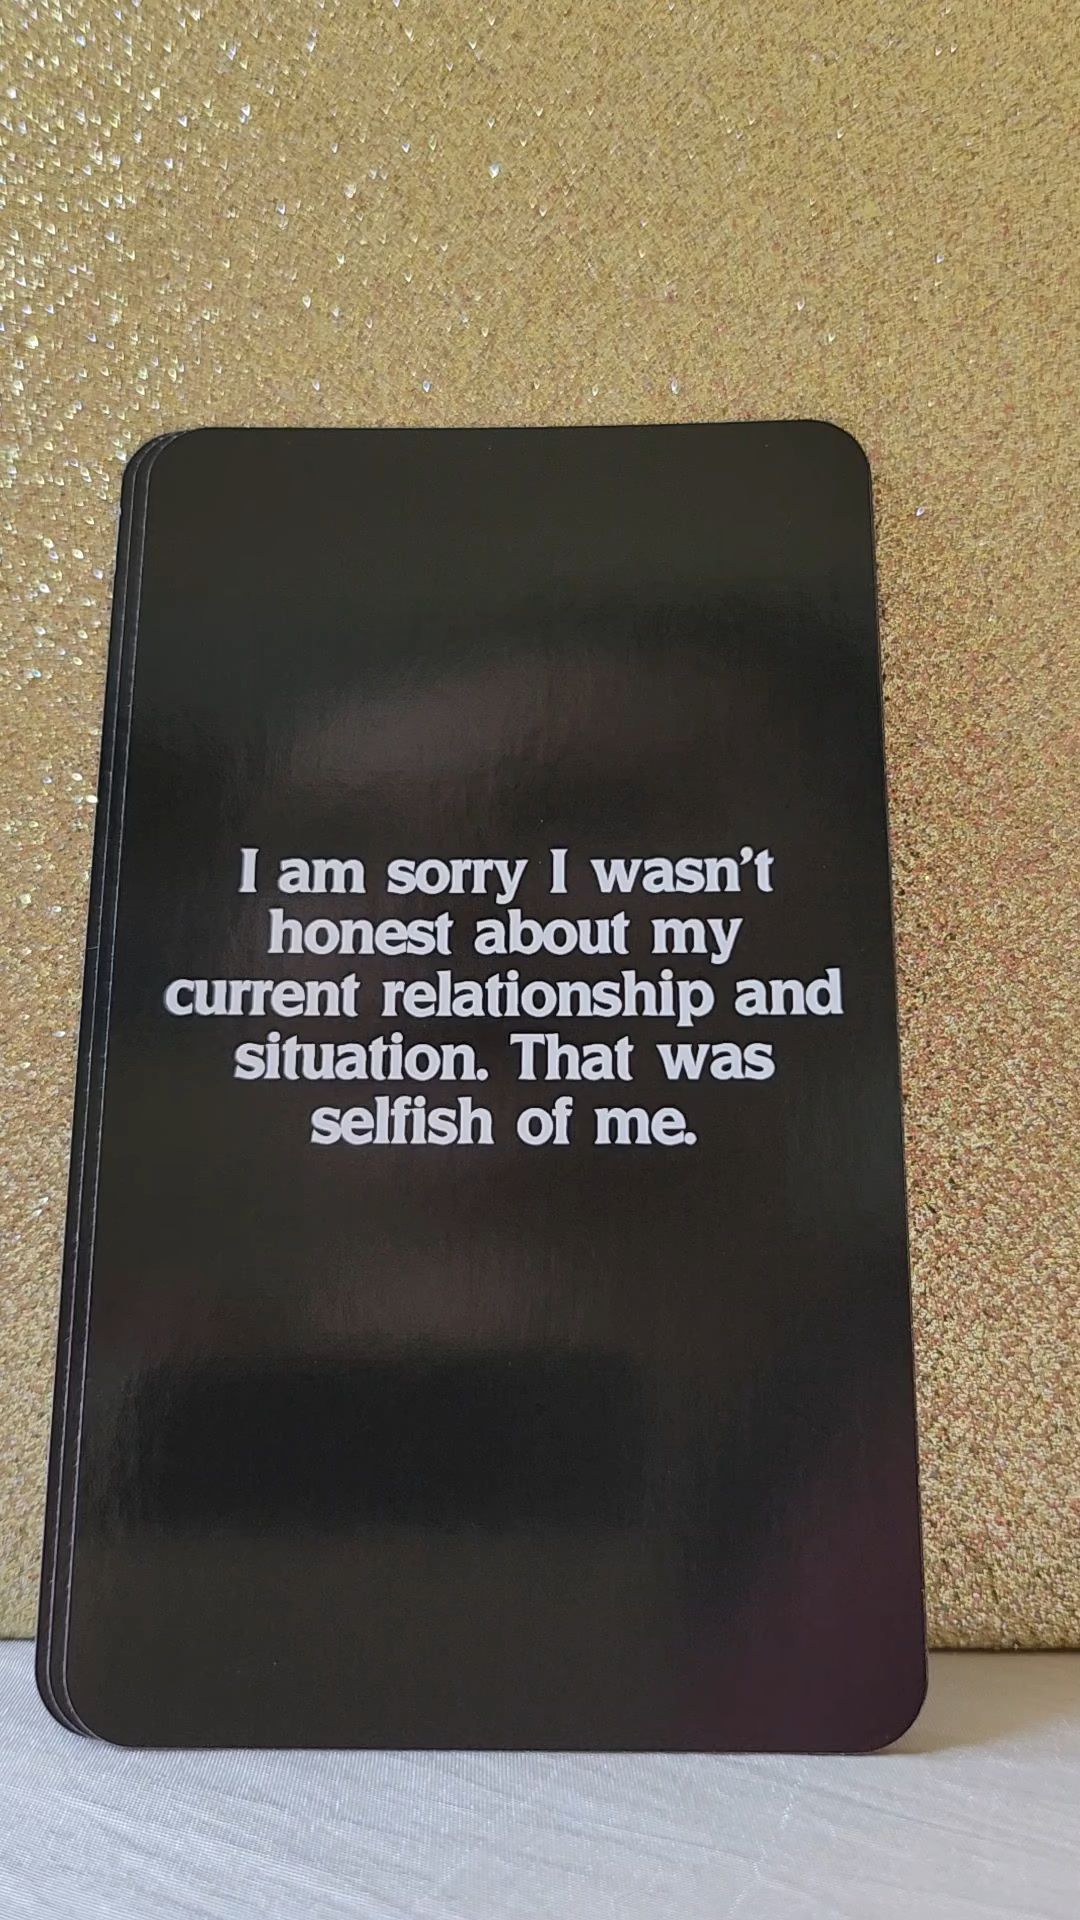 I am sorry I wasn’t
honest about my
current relationship and
situation. That was
selfish of me.